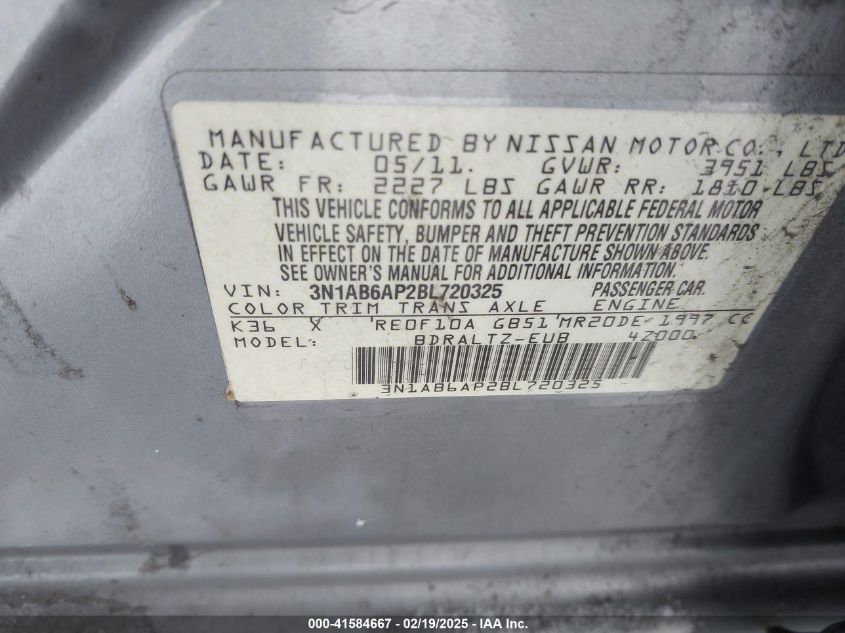 MANUFACTURED BY NISSAN MOTOR CO., LTD
DATE: 05/11. GVWR: 3951 LBS
GAWR FR: 2227 LBS GAWR RR: 1810 LBS
THIS VEHICLE CONFORMS TO ALL APPLICABLE FEDERAL MOTOR
VEHICLE SAFETY, BUMPER AND THEFT PREVENTION STANDARDS
IN EFFECT ON THE DATE OF MANUFACTURE SHOWN ABOVE.
SEE OWNER'S MANUAL FOR ADDITIONAL INFORMATION.
VIN: 3N1AB6AP2BL720325 PASSENGER CAR.
COLOR TRIM TRANS AXLE ENGINE
K36 X RE0F10A GB51 MR20DE 1997 CC
MODEL: BDRALTZ-EUB 4Z000
3N1AB6AP2BL720325
000-41584667 - 02/19/2025 - IAA Inc.